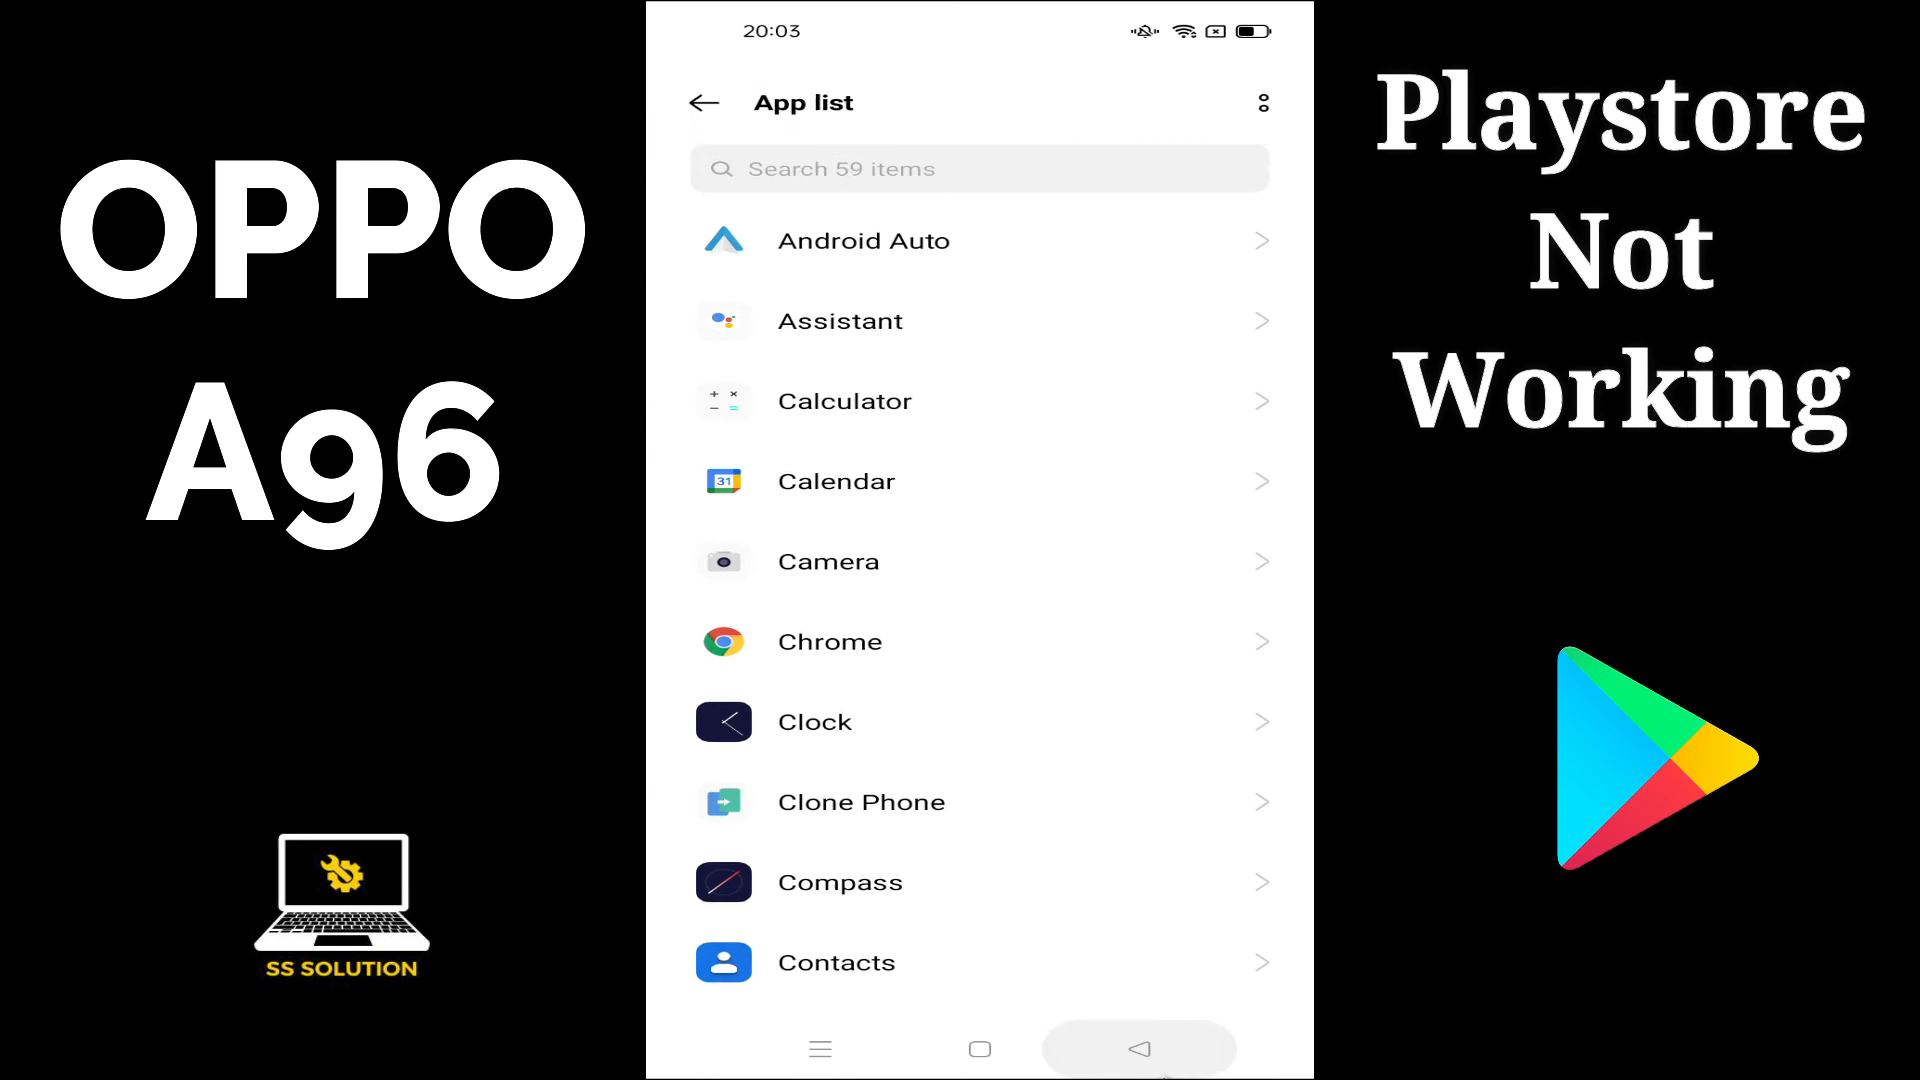 OPPO
A96
SS SOLUTION
20:03
App list
Search 59 items
Android Auto
Assistant
Calculator
31
Calendar
Camera
Chrome
Clock
Clone Phone
Compass
Contacts
Playstore
Not
Working